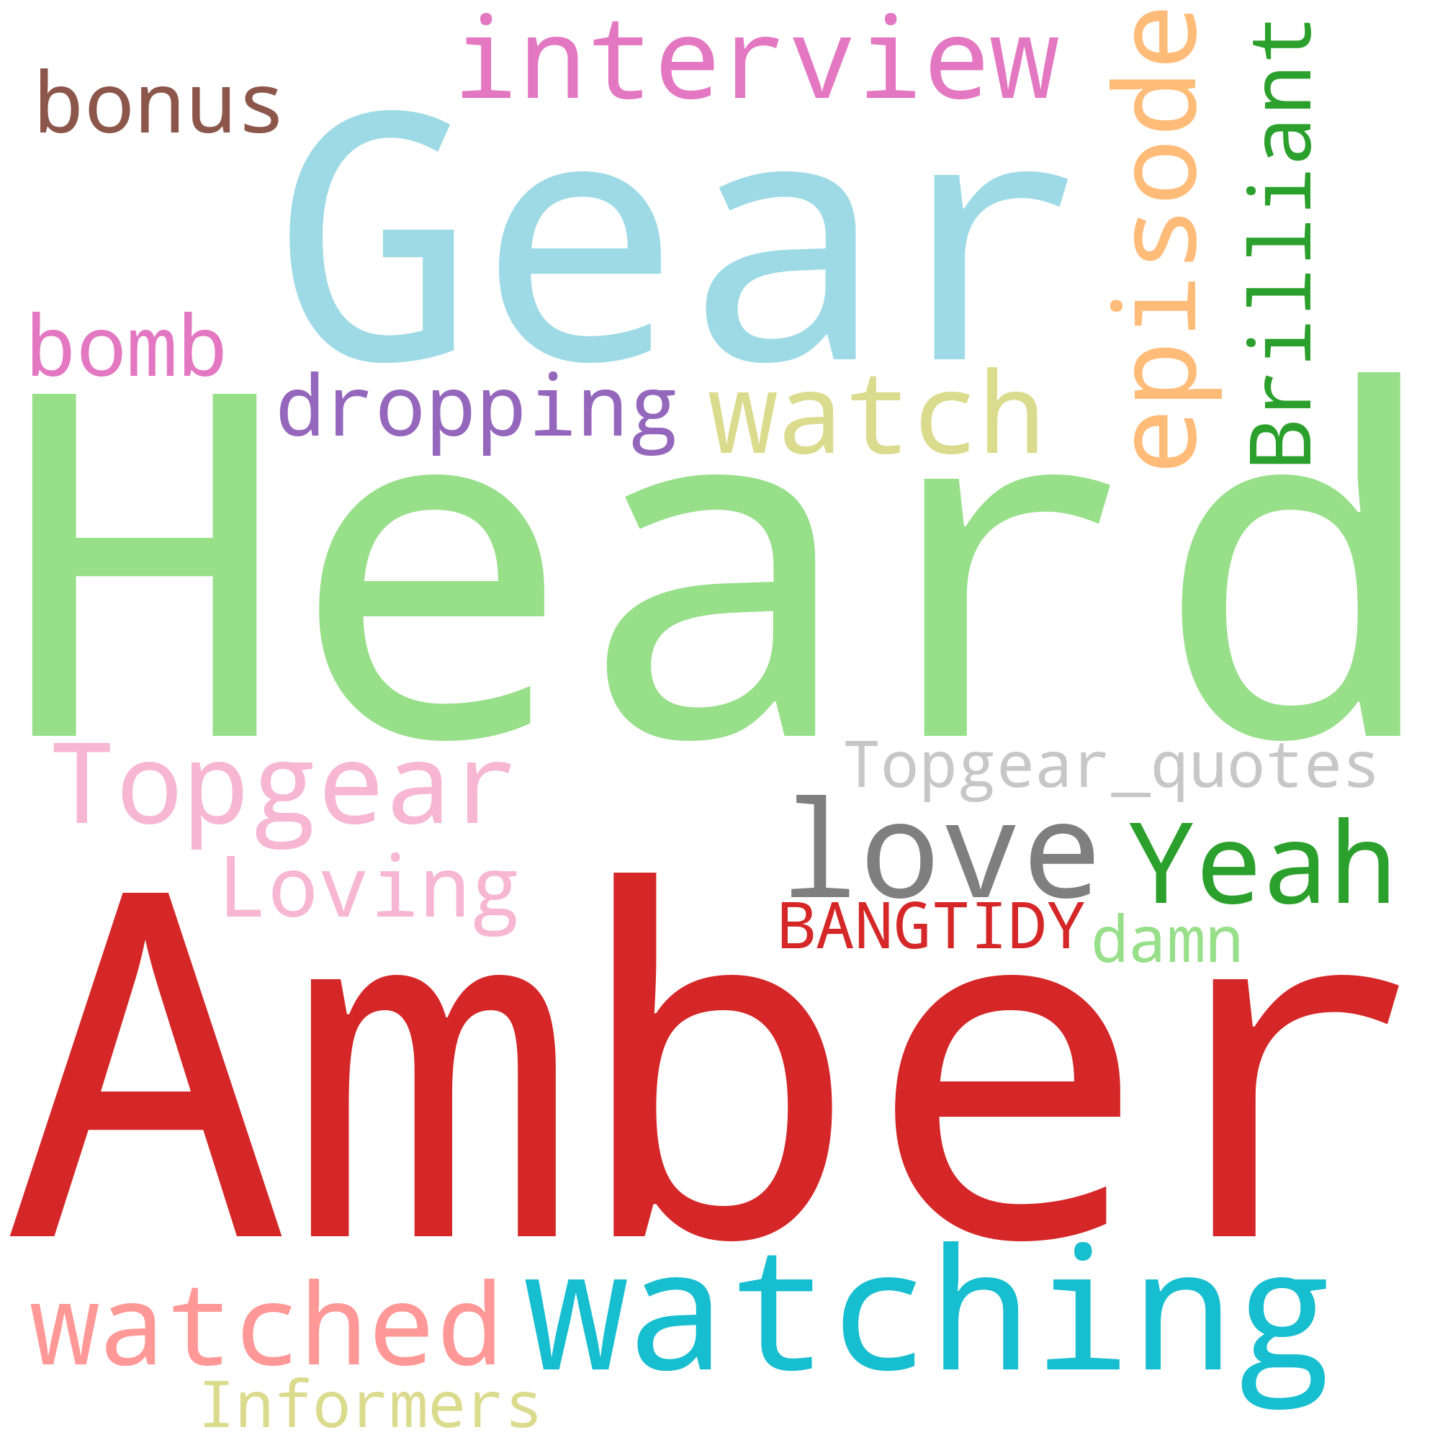 interview
bonus
Gear
episode
Brilliant
bomb
dropping
watch
Heard
Topgear
Topgear_quotes
love
Yeah
Loving
BANGTIDY
damn
Amber
watched
watching
Informers